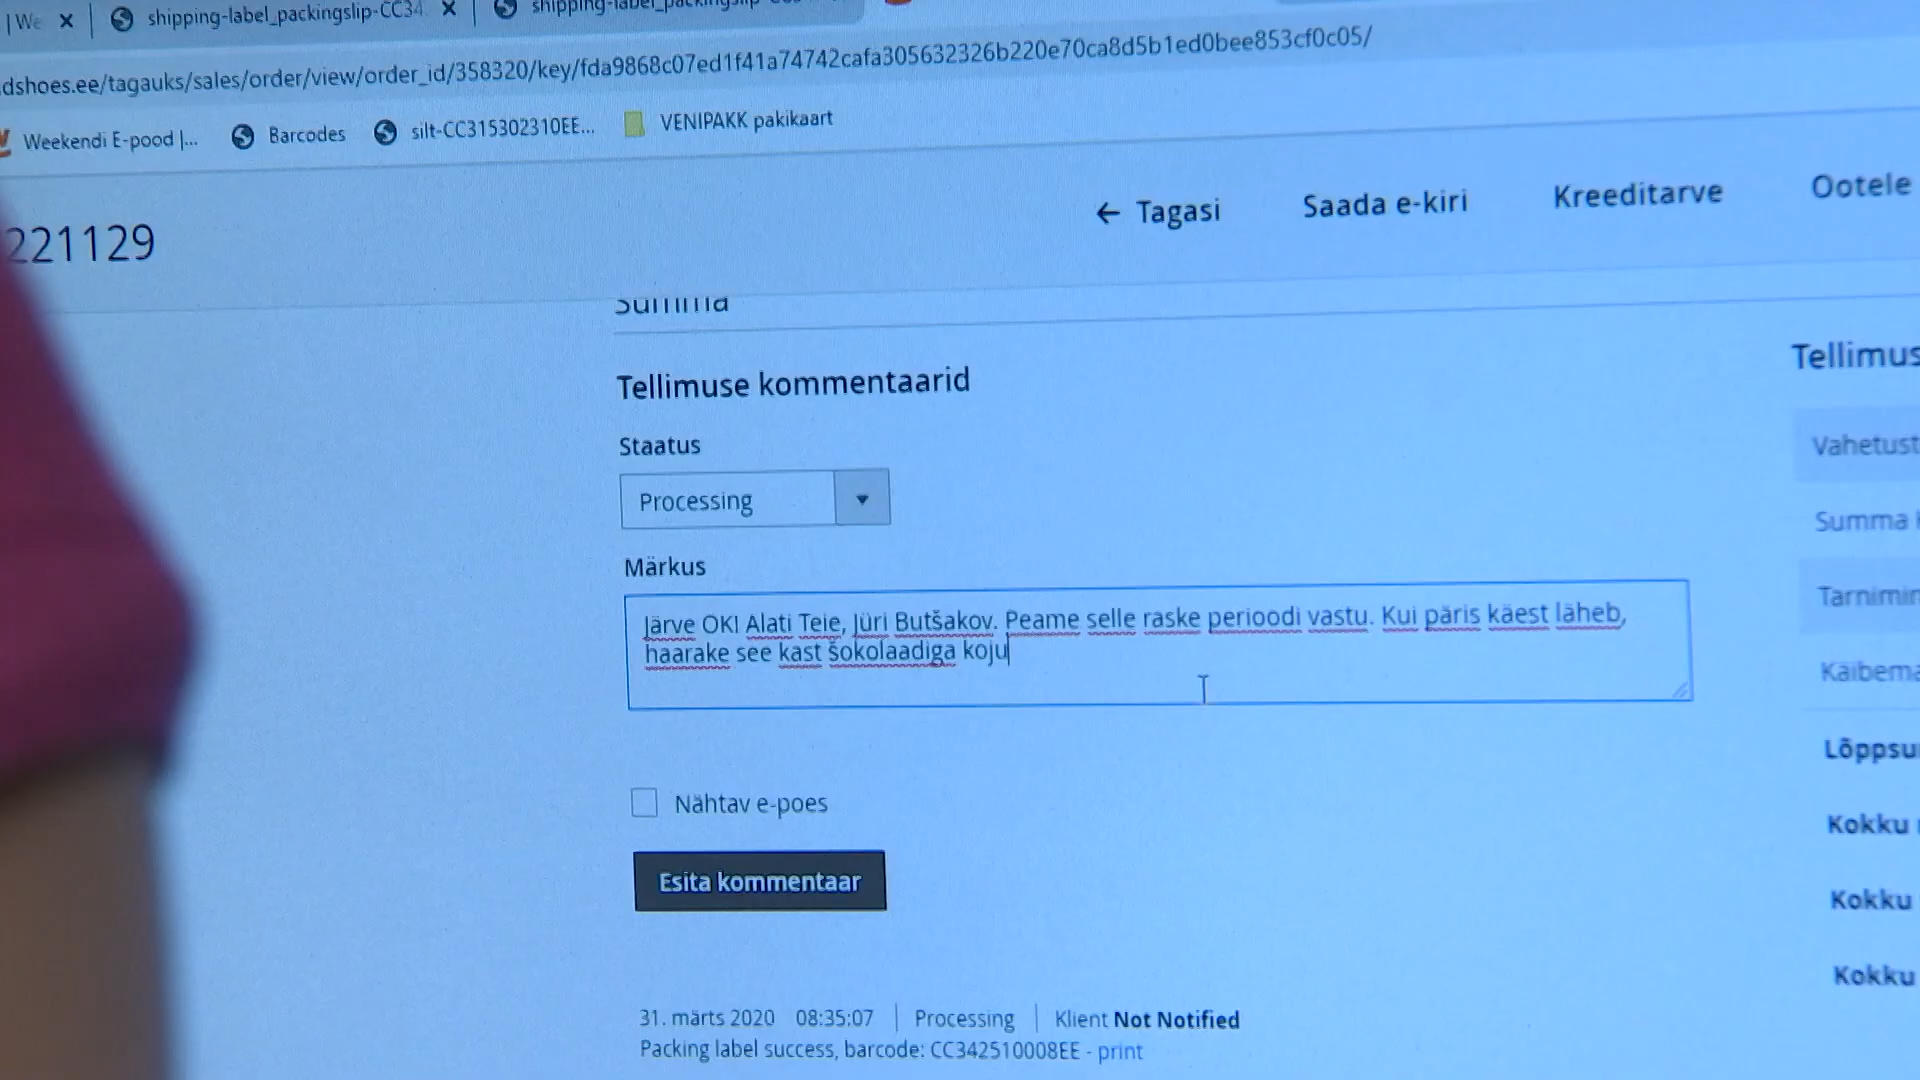 | We
shipping-label_packingslip-CC34
dshoes.ee/tagauks/sales/order/view/order_id/358320/key/fda9868c07ed1f41a74742cafa305632326b220e70ca8d5b1ed0bee853cf0c05/
Weekendi E-pood |...
Barcodes
silt-CC315302310EE...
VENIPAKK pakikaart
221129
← Tagasi
Saada e-kiri
Kreeditarve
Ootele
Summa
Tellimuse kommentaarid
Staatus
Processing
Märkus
Järve OK! Alati Teie, Jüri Butšakov. Peame selle raske perioodi vastu. Kui päris käest läheb,
haarake see kast šokolaadiga koju
Nähtav e-poes
Esita kommentaar
31. märts 2020 08:35:07 | Processing | Klient Not Notified
Packing label success, barcode: CC342510008EE - print
Tellimus
Vahetust
Summa
Tarnimin
Käibema
Lõppsu
Kokku
Kokku
Kokku